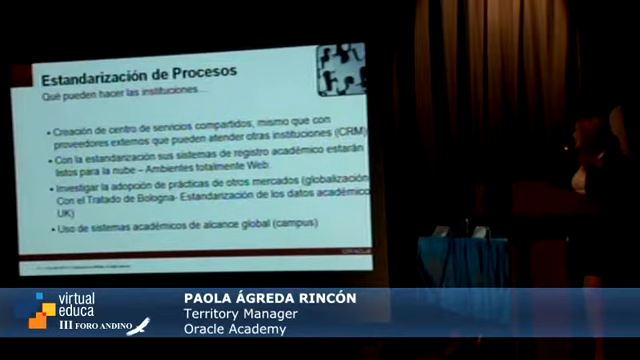 Estandarización de Procesos
Qué pueden hacer las instituciones...
• Creación de centro de servicios compartidos; mismo que con
proveedores externos que pueden atender otras instituciones (CRM)
• Con la estandarización sus sistemas de registro académico estarán
listos para la nube – Ambientes totalmente Web.
• Investigar la adopción de prácticas de otros mercados (globalización
Con el Tratado de Bologna- Estandarización de los datos académico
UK)
• Uso de sistemas académicos de alcance global (campus)
ORACLE
virtual
educa
III FORO ANDINO
PAOLA ÁGREDA RINCÓN
Territory Manager
Oracle Academy